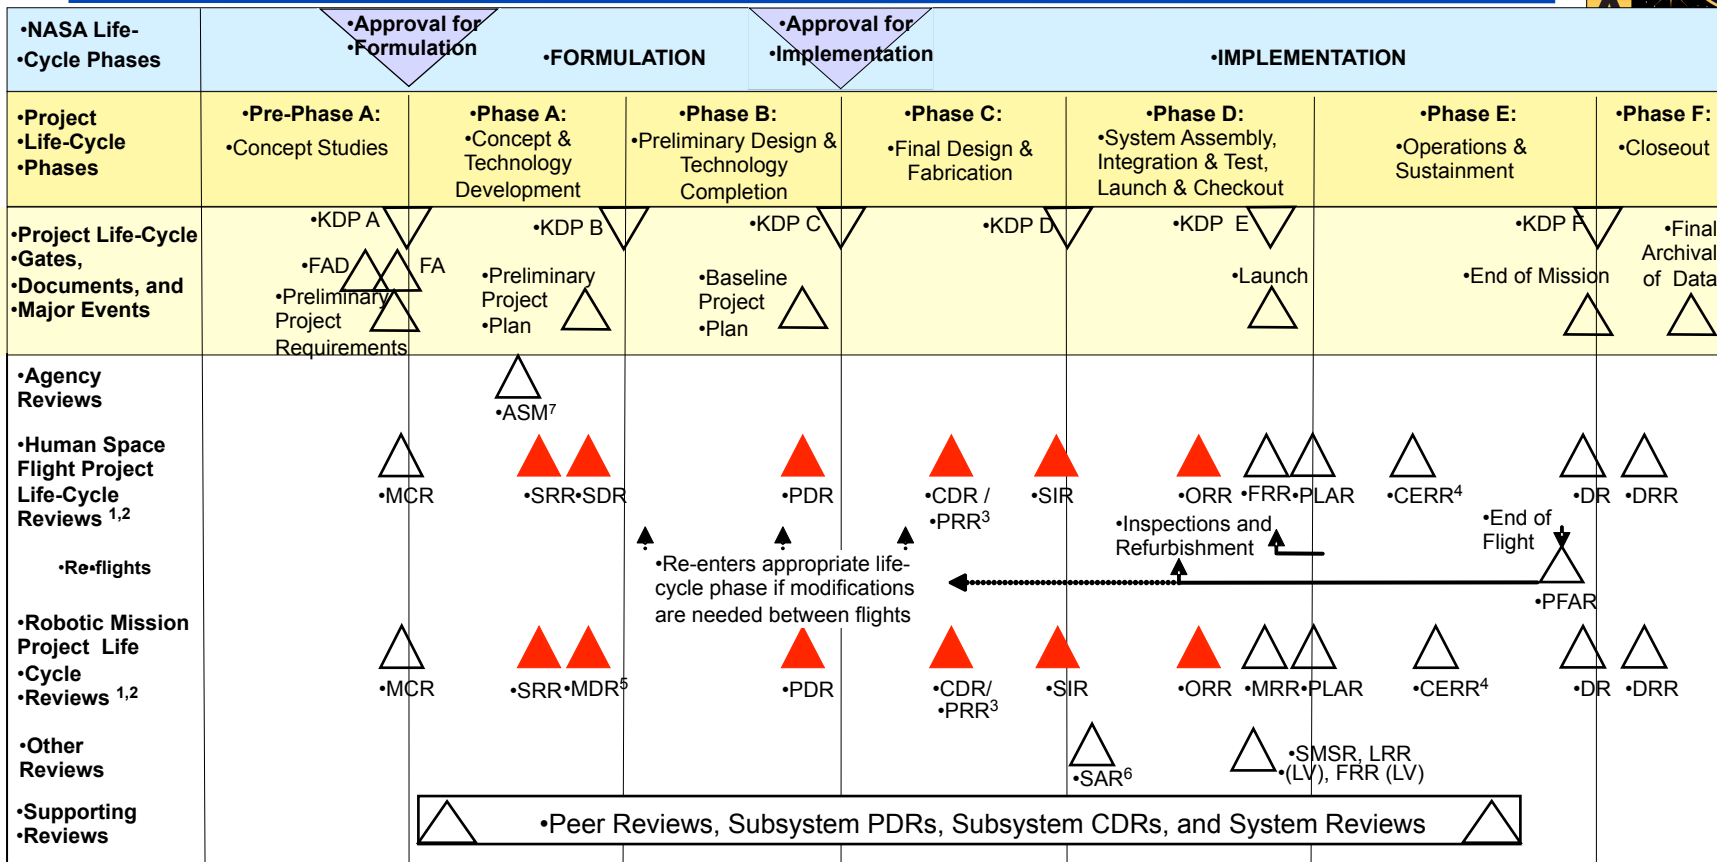 •NASA Life-
•Cycle Phases
•Approval for
•Formulation
•FORMULATION
•Approval for
•Implementation
•IMPLEMENTATION
•Project
•Life-Cycle
•Phases
•Pre-Phase A:
•Concept Studies
•Phase A:
•Concept &
Technology
Development
•Phase B:
•Preliminary Design &
Technology
Completion
•Phase C:
•Final Design &
Fabrication
•Phase D:
•System Assembly,
Integration & Test,
Launch & Checkout
•Phase E:
•Operations &
Sustainment
•Phase F:
•Closeout
•Project Life-Cycle
•Gates,
•Documents, and
•Major Events
•KDP A
•FAD
FA
•Preliminary
Project
Requirements
•KDP B
•Preliminary
Project
•Plan
•KDP C
•Baseline
Project
•Plan
•KDP D
•KDP E
•Launch
•KDP F
•End of Mission
•Final
Archival
of Data
•Agency
Reviews
•ASM7
•Human Space
Flight Project
Life-Cycle
Reviews 1,2
•MCR
•SRR
•SDR
•PDR
•CDR /
•PRR3
•SIR
•ORR
•FRR
•PLAR
•CERR4
•DR
•DRR
•Re•flights
•Re-enters appropriate life-
cycle phase if modifications
are needed between flights
•Inspections and
Refurbishment
•End of
Flight
•PFAR
•Robotic Mission
Project Life
•Cycle
•Reviews 1,2
•MCR
•SRR
•MDR5
•PDR
•CDR/
•PRR3
•SIR
•ORR
•MRR
•PLAR
•CERR4
•DR
•DRR
•Other
Reviews
•SAR6
•SMSR, LRR
•(LV), FRR (LV)
•Supporting
•Reviews
•Peer Reviews, Subsystem PDRs, Subsystem CDRs, and System Reviews